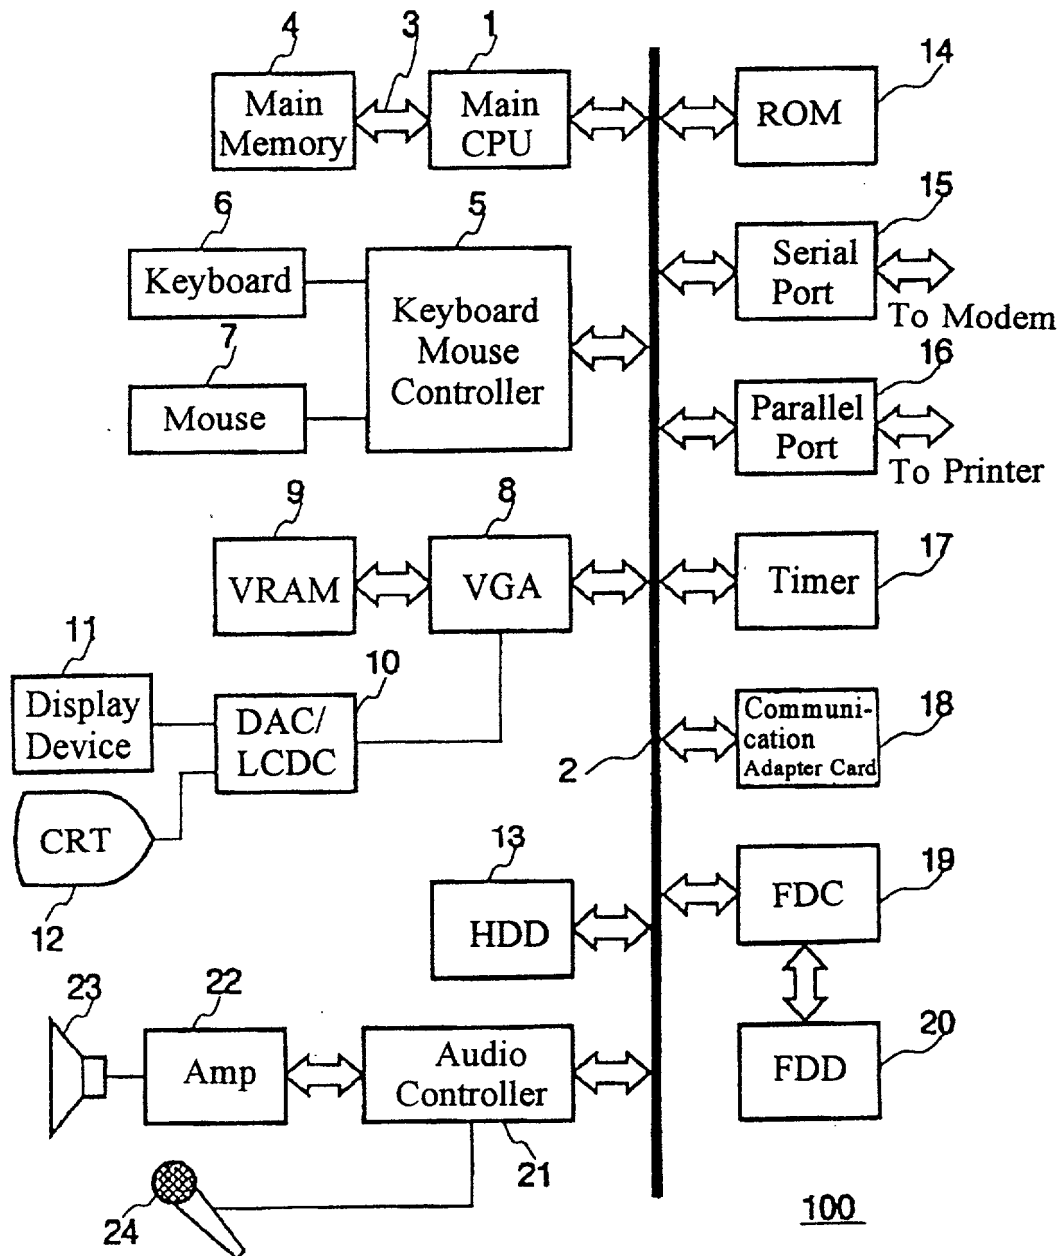 4
3
1
14
Main
Memory
Main
CPU
ROM
6
5
15
Keyboard
Keyboard
Mouse
Controller
Serial
Port
To Modem
7
16
Mouse
Parallel
Port
To Printer
9
8
17
VRAM
VGA
Timer
11
10
18
Display
Device
DAC/
LCDC
2
Communi-
cation
Adapter Card
CRT
12
13
19
HDD
FDC
23
22
20
Amp
Audio
Controller
FDD
21
24
100